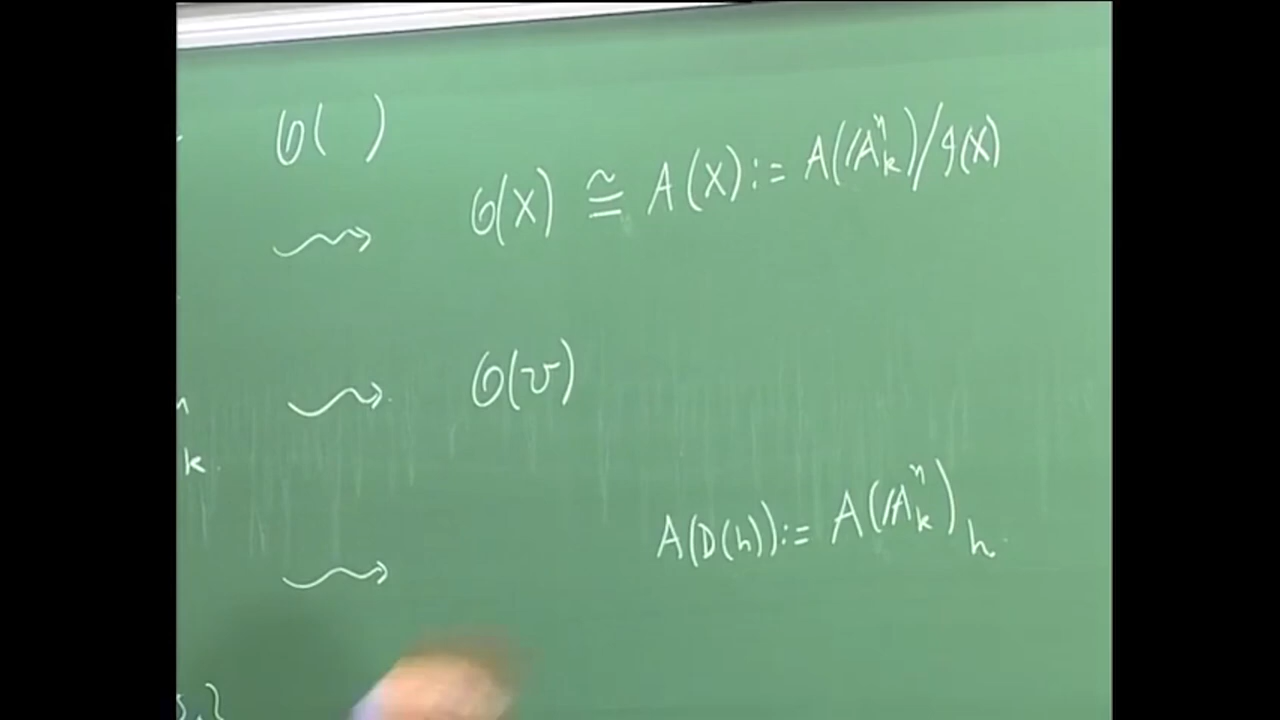 𝒪( )
⇝ 𝒪(X) ≅ A(X) := A(𝔸ⁿₖ)/𝓘(X)
⇝ 𝒪(U)
k.
A(D(h)) := A(𝔸ⁿₖ)ₕ.
⇝